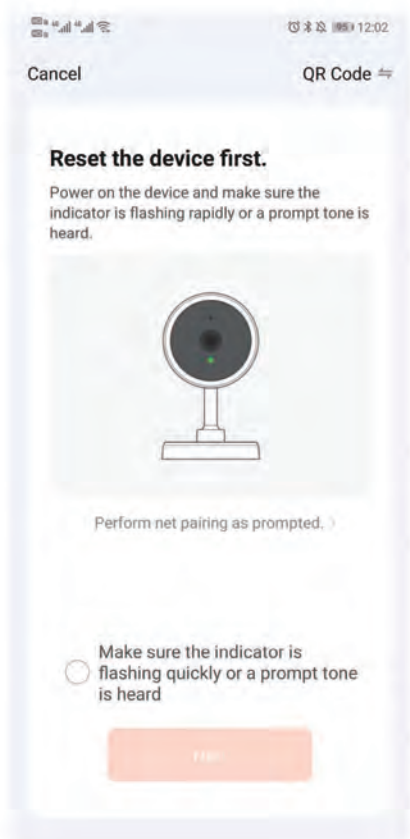 95 12:02
Cancel QR Code
Reset the device first.
Power on the device and make sure the
indicator is flashing rapidly or a prompt tone is
heard.
Perform net pairing as prompted. >
Make sure the indicator is
flashing quickly or a prompt tone
is heard